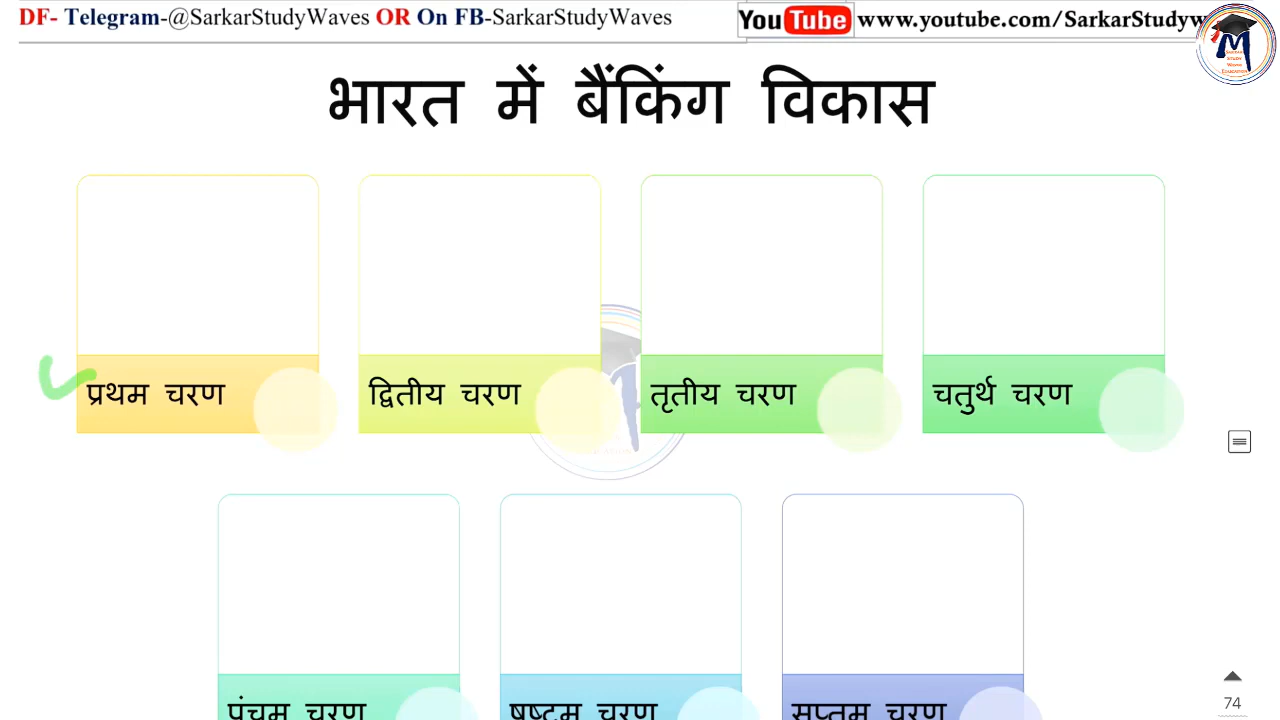 DF- Telegram-@SarkarStudyWaves OR On FB-SarkarStudyWaves
YouTube www.youtube.com/SarkarStudyw
भारत में बैंकिंग विकास
प्रथम चरण
द्वितीय चरण
तृतीय चरण
चतुर्थ चरण
74
पंचम चरण
षष्टम चरण
सप्तम चरण